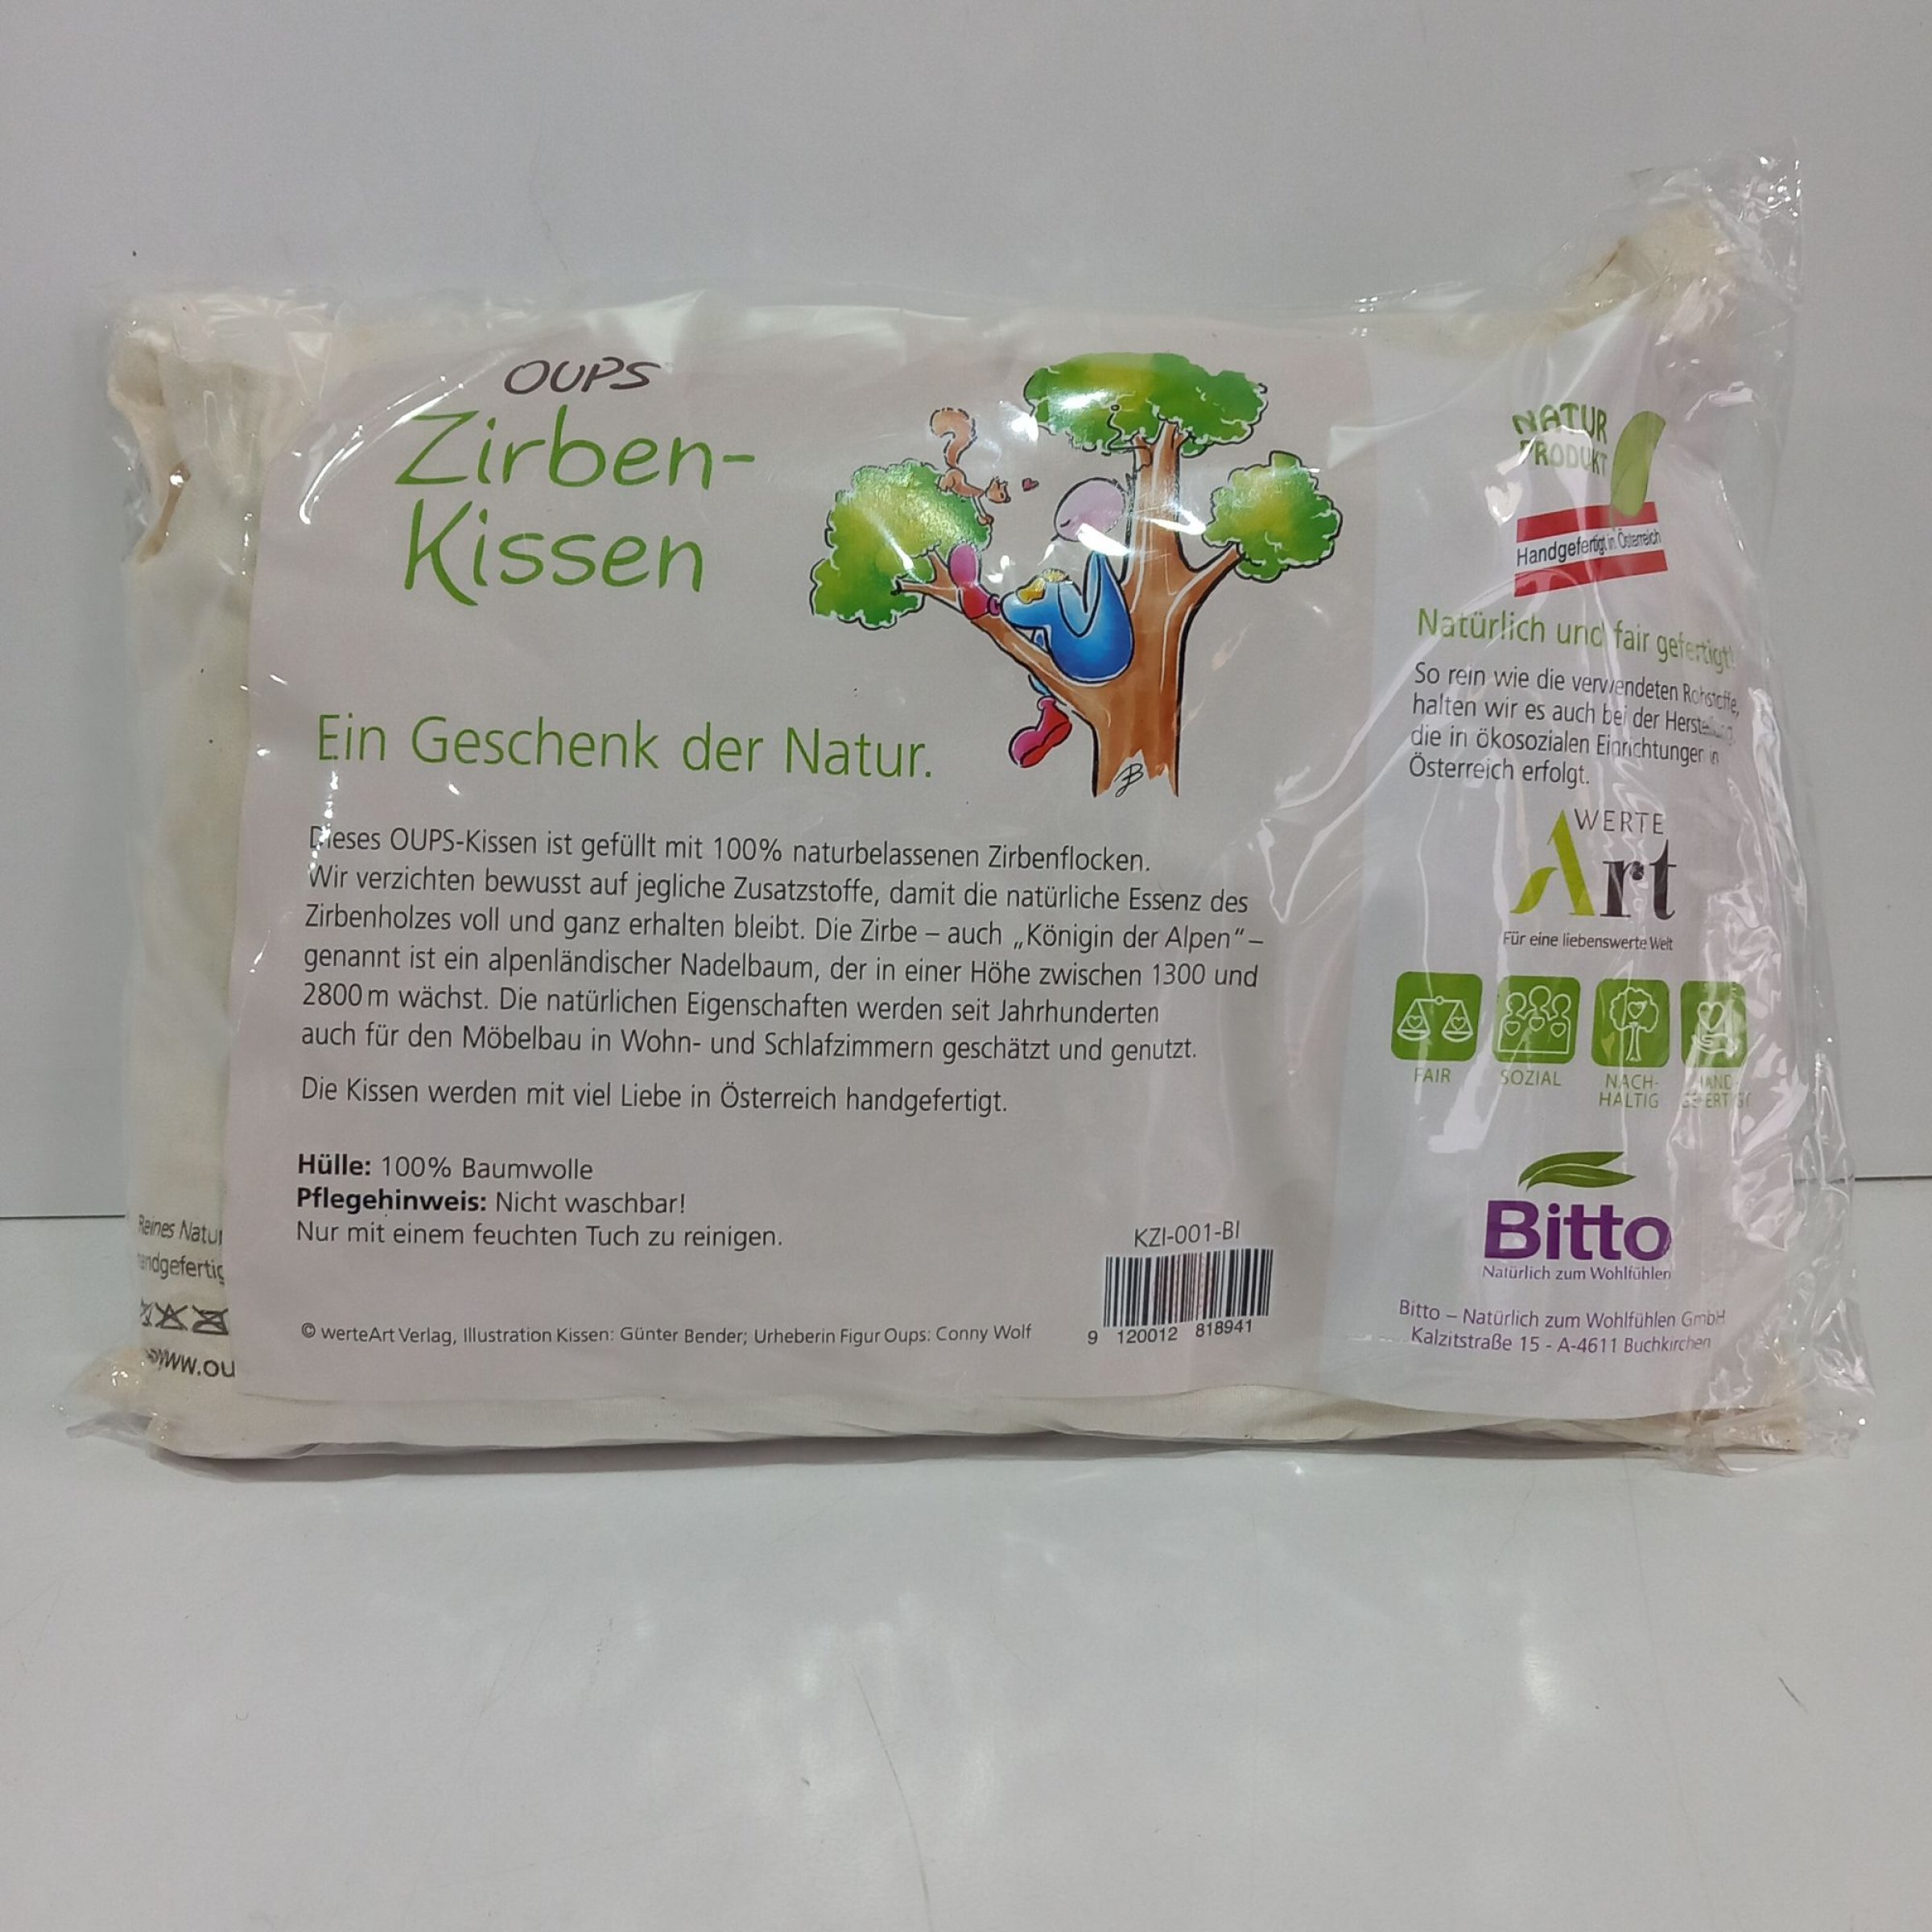 OUPS
Zirben-
Kissen
Ein Geschenk der Natur.
Dieses OUPS-Kissen ist gefüllt mit 100% naturbelassenen Zirbenflocken.
Wir verzichten bewusst auf jegliche Zusatzstoffe, damit die natürliche Essenz des
Zirbenholzes voll und ganz erhalten bleibt. Die Zirbe – auch „Königin der Alpen“ –
genannt ist ein alpenländischer Nadelbaum, der in einer Höhe zwischen 1300 und
2800 m wächst. Die natürlichen Eigenschaften werden seit Jahrhunderten
auch für den Möbelbau in Wohn- und Schlafzimmern geschätzt und genutzt.
Die Kissen werden mit viel Liebe in Österreich handgefertigt.
Hülle: 100% Baumwolle
Pflegehinweis: Nicht waschbar!
Nur mit einem feuchten Tuch zu reinigen.
© werteArt Verlag, Illustration Kissen: Günter Bender; Urheberin Figur Oups: Conny Wolf
KZI-001-BI
9 120012 818941
NATUR
PRODUKT
Handgefertigt in Österreich
Natürlich und fair gefertigt!
So rein wie die verwendeten Rohstoffe,
halten wir es auch bei der Herstellung
die in ökosozialen Einrichtungen in
Österreich erfolgt.
WERTE
Art
Für eine liebenswerte Welt
FAIR
SOZIAL
NACH-
HALTIG
HAND-
GEFERTIGT
Bitto
Natürlich zum Wohlfühlen
Bitto – Natürlich zum Wohlfühlen GmbH
Kalzitstraße 15 - A-4611 Buchkirchen
Reines Natur
www.ou